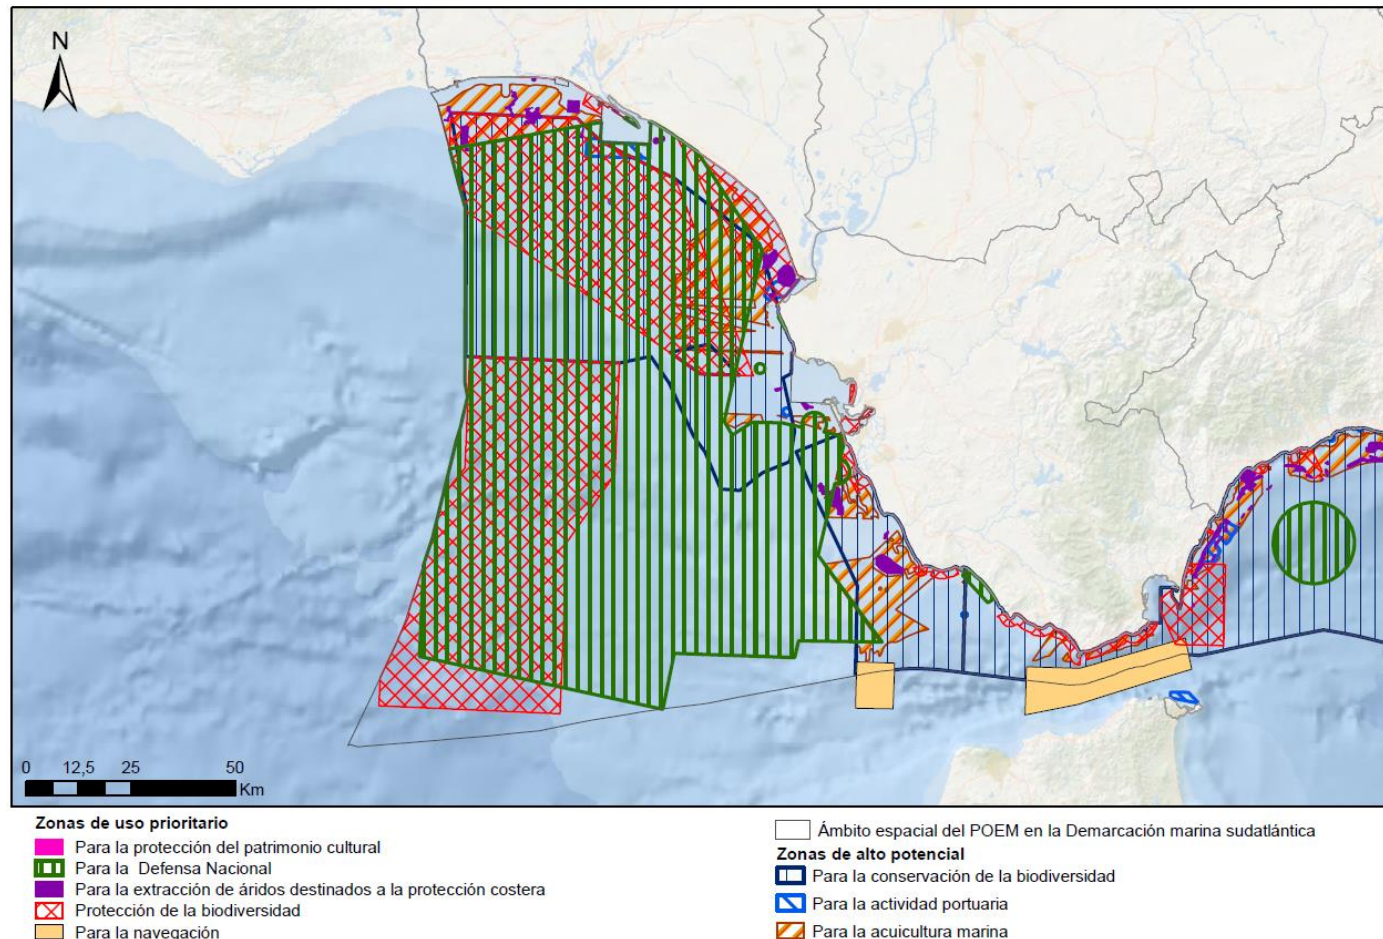 N
0 12,5 25 50
Km
Zonas de uso prioritario
Para la protección del patrimonio cultural
Para la Defensa Nacional
Para la extracción de áridos destinados a la protección costera
Protección de la biodiversidad
Para la navegación
Ámbito espacial del POEM en la Demarcación marina sudatlántica
Zonas de alto potencial
Para la conservación de la biodiversidad
Para la actividad portuaria
Para la acuicultura marina